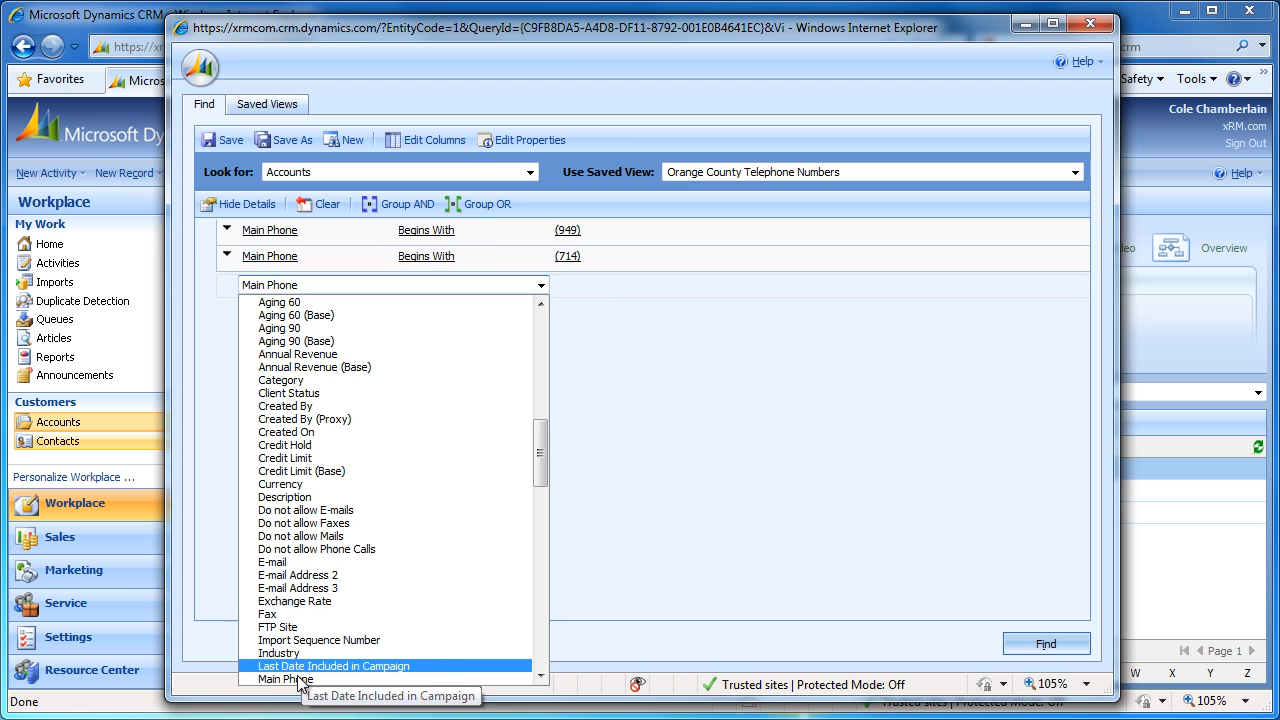 Microsoft Dynamics CRM
https://xrmcom.crm.dynamics.com/?EntityCode=1&QueryId={C9FB8DA5-A4D8-DF11-8792-001E0B4641EC}&Vi - Windows Internet Explorer
https://x
crm
Favorites
Micros
Safety
Tools
Help
Microsoft Dy
Cole Chamberlain
xRM.com
Sign Out
New Activity
New Record
Help
Find
Saved Views
Save
Save As
New
Edit Columns
Edit Properties
Look for:
Accounts
Use Saved View:
Orange County Telephone Numbers
Hide Details
Clear
Group AND
Group OR
Main Phone
Begins With
(949)
Main Phone
Begins With
(714)
Main Phone
Aging 60
Aging 60 (Base)
Aging 90
Aging 90 (Base)
Annual Revenue
Annual Revenue (Base)
Category
Client Status
Created By
Created By (Proxy)
Created On
Credit Hold
Credit Limit
Credit Limit (Base)
Currency
Description
Do not allow E-mails
Do not allow Faxes
Do not allow Mails
Do not allow Phone Calls
E-mail
E-mail Address 2
E-mail Address 3
Exchange Rate
Fax
FTP Site
Import Sequence Number
Industry
Last Date Included in Campaign
Main Phone
Last Date Included in Campaign
Find
Trusted sites | Protected Mode: Off
105%
Workplace
My Work
Home
Activities
Imports
Duplicate Detection
Queues
Articles
Reports
Announcements
Customers
Accounts
Contacts
Personalize Workplace ...
Workplace
Sales
Marketing
Service
Settings
Resource Center
Overview
Page 1
W
X
Y
Z
Done
105%